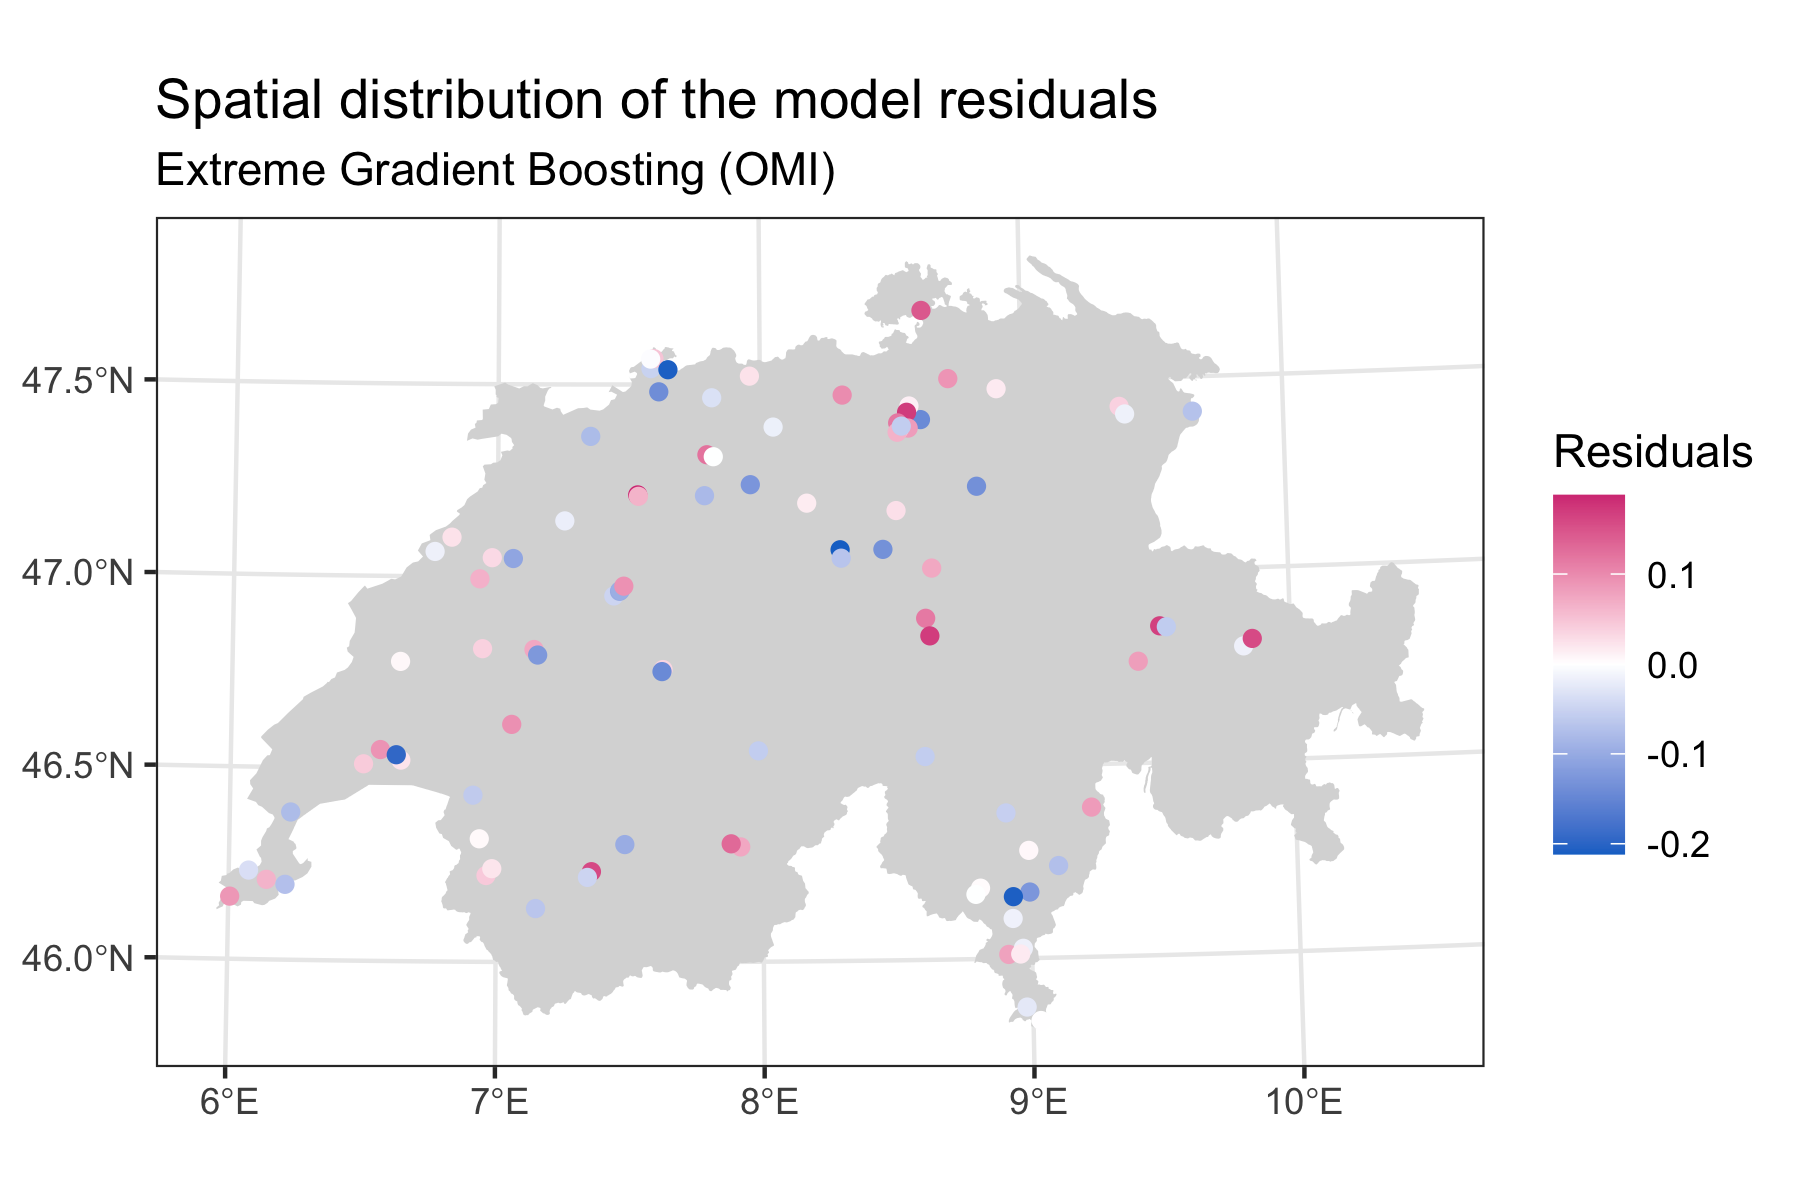 Spatial distribution of the model residuals
Extreme Gradient Boosting (OMI)
47.5°N
47.0°N
46.5°N
46.0°N
6°E
7°E
8°E
9°E
10°E
Residuals
0.1
0.0
-0.1
-0.2